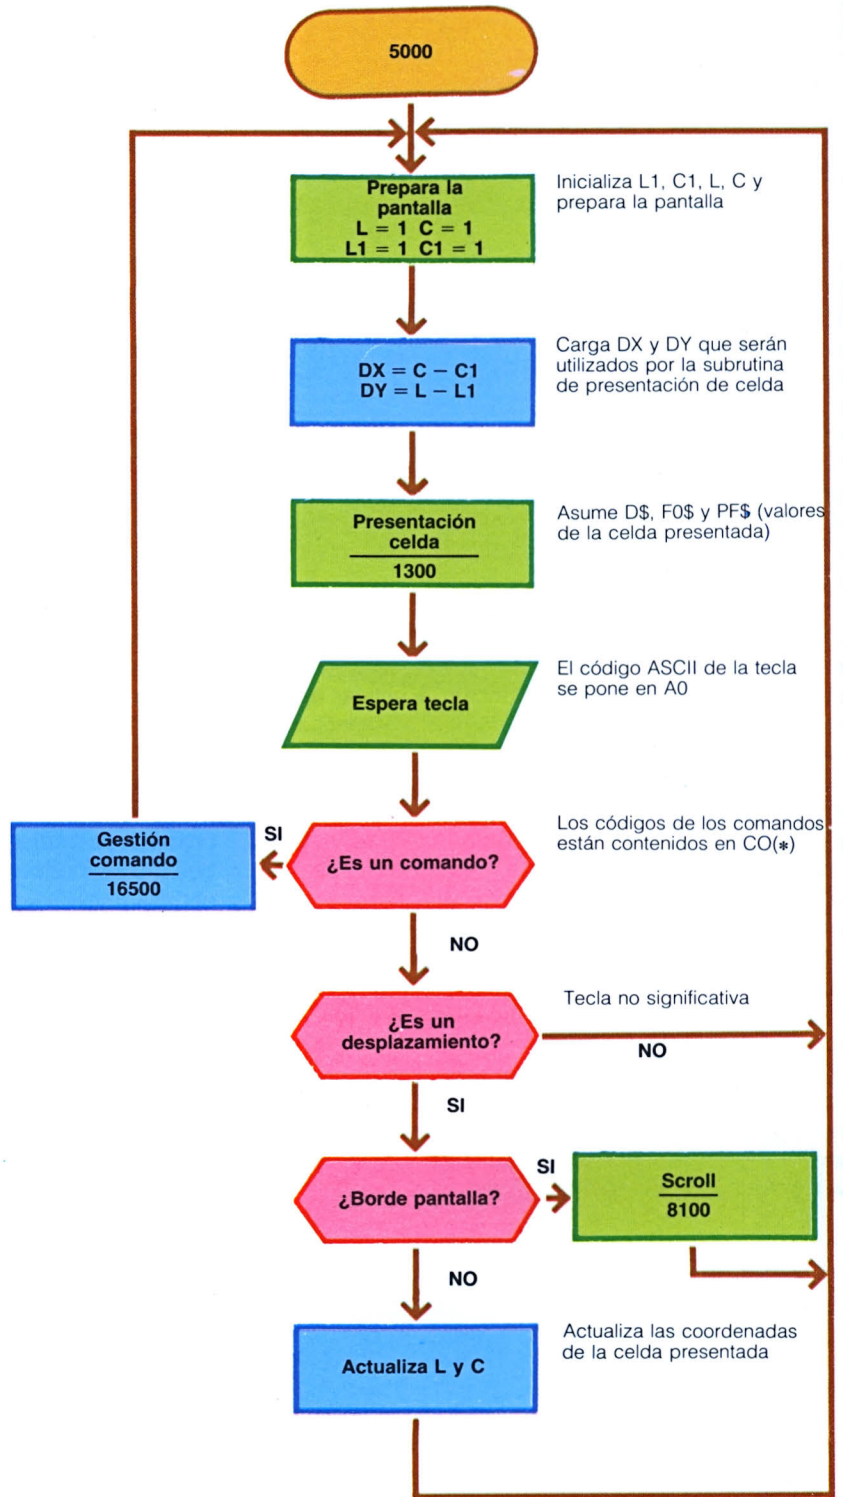 5000
Prepara la
pantalla
L = 1 C = 1
L1 = 1 C1 = 1
Inicializa L1, C1, L, C y
prepara la pantalla
DX = C − C1
DY = L − L1
Carga DX y DY que serán
utilizados por la subrutina
de presentación de celda
Presentación
celda
1300
Asume D$, F0$ y PF$ (valores
de la celda presentada)
Espera tecla
El código ASCII de la tecla
se pone en A0
Gestión
comando
16500
SI
¿Es un comando?
Los códigos de los comandos
están contenidos en CO(*)
NO
¿Es un
desplazamiento?
Tecla no significativa
NO
SI
¿Borde pantalla?
SI
Scroll
8100
NO
Actualiza L y C
Actualiza las coordenadas
de la celda presentada